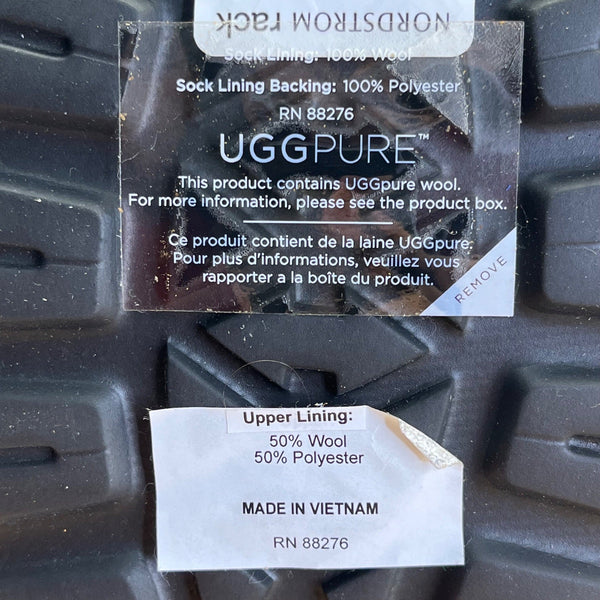 NORDSTROM rack
Sock Lining: 100% Wool
Sock Lining Backing: 100% Polyester
RN 88276
UGGPURE™
This product contains UGGpure wool.
For more information, please see the product box.
Ce produit contient de la laine UGGpure.
Pour plus d'informations, veuillez vous
rapporter a la boîte du produit.
REMOVE
Upper Lining:
50% Wool
50% Polyester
MADE IN VIETNAM
RN 88276